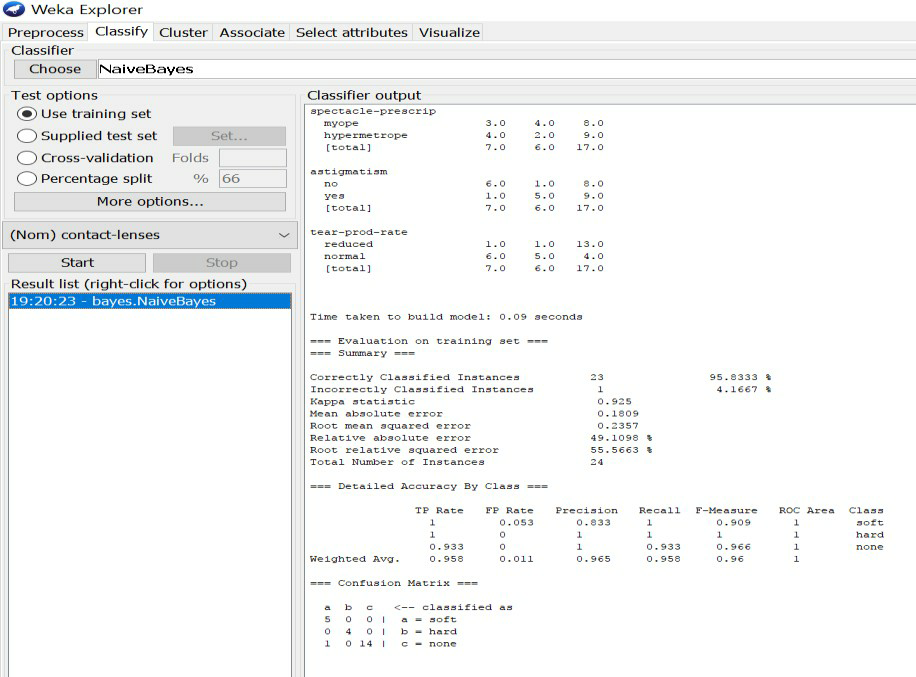 Weka Explorer
Preprocess Classify Cluster Associate Select attributes Visualize
Classifier
Choose NaiveBayes
Test options
Use training set
Supplied test set Set...
Cross-validation Folds
Percentage split % 66
More options...
(Nom) contact-lenses
Start Stop
Result list (right-click for options)
19:20:23 - bayes.NaiveBayes
Classifier output
spectacle-prescrip
myope 3.0 4.0 8.0
hypermetrope 4.0 2.0 9.0
[total] 7.0 6.0 17.0
astigmatism
no 6.0 1.0 8.0
yes 1.0 5.0 9.0
[total] 7.0 6.0 17.0
tear-prod-rate
reduced 1.0 1.0 13.0
normal 6.0 5.0 4.0
[total] 7.0 6.0 17.0
Time taken to build model: 0.09 seconds
=== Evaluation on training set ===
=== Summary ===
Correctly Classified Instances 23 95.8333 %
Incorrectly Classified Instances 1 4.1667 %
Kappa statistic 0.925
Mean absolute error 0.1809
Root mean squared error 0.2357
Relative absolute error 49.1098 %
Root relative squared error 55.5663 %
Total Number of Instances 24
=== Detailed Accuracy By Class ===
TP Rate FP Rate Precision Recall F-Measure ROC Area Class
1 0.053 0.833 1 0.909 1 soft
1 0 1 1 1 1 hard
0.933 0 1 0.933 0.966 1 none
Weighted Avg. 0.958 0.011 0.965 0.958 0.96 1
=== Confusion Matrix ===
a b c <-- classified as
5 0 0 | a = soft
0 4 0 | b = hard
1 0 14 | c = none